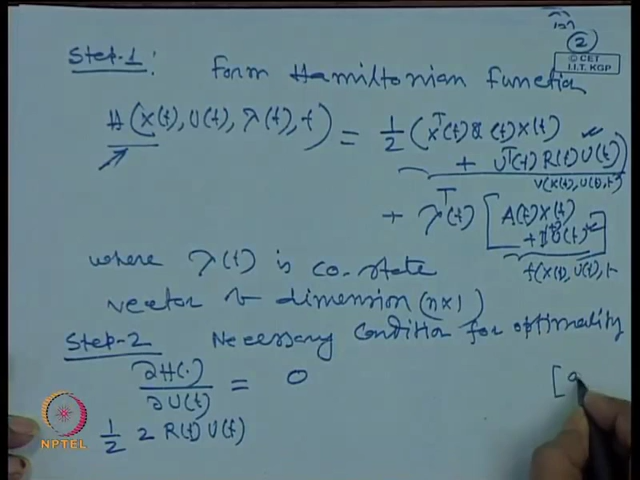 2
© CET
I.I.T. KGP
Step-1: Form Hamiltonian function
H(X(t), U(t), λ(t), t) = 1/2 (X^T(t) Q(t) X(t)
+ U^T(t) R(t) U(t))
V(X(t), U(t), t)
+ λ^T(t) [A(t)X(t)
+ B U(t)]
f(X(t), U(t), t
where λ(t) is co-state
vector of dimension (n×1)
Step-2 Necessary condition for optimality
∂H(.)/∂U(t) = 0
1/2 2 R(t) U(t)
NPTEL